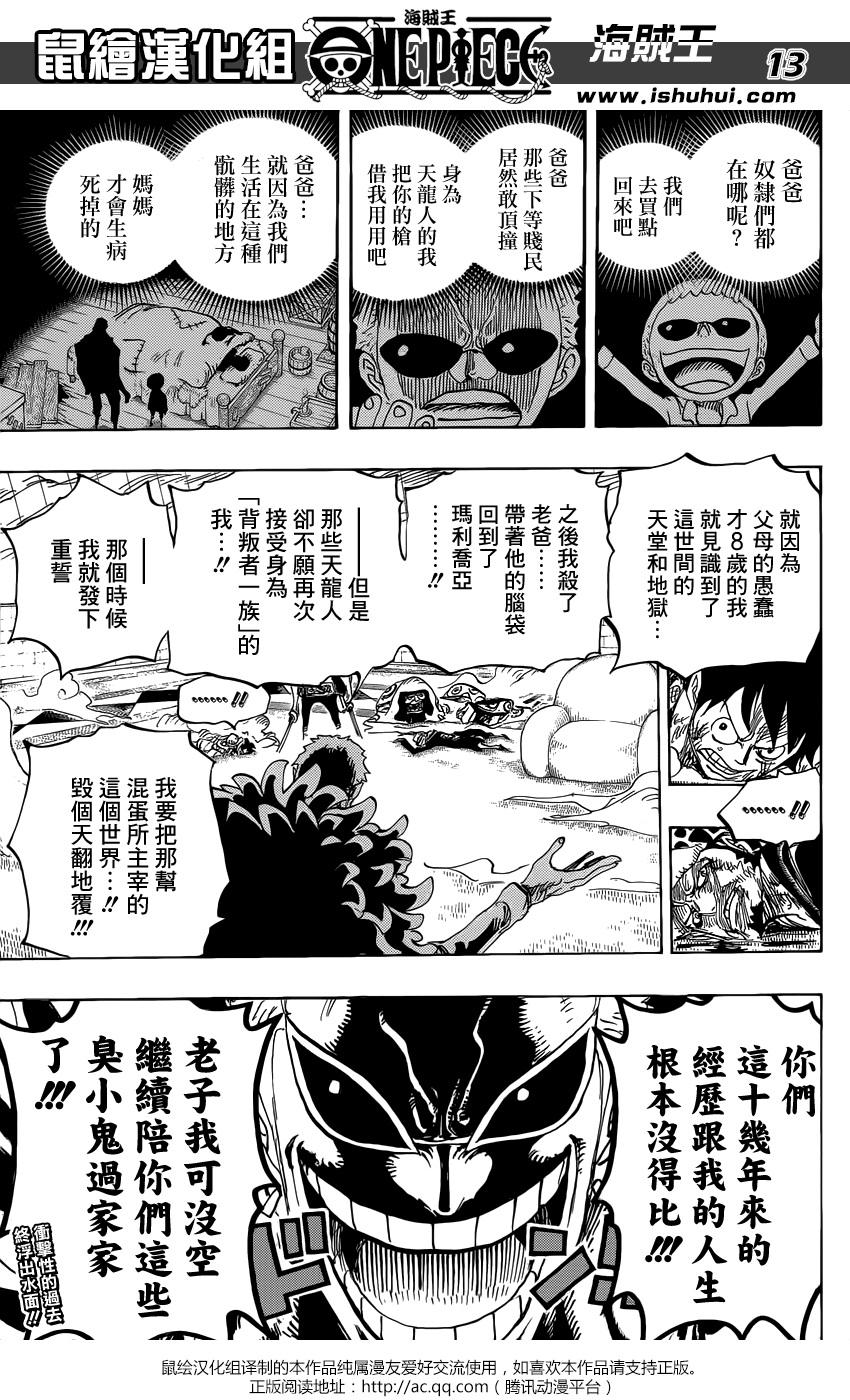 鼠繪漢化組
海賊王
ONE PIECE
海賊王
13
www.ishuhui.com
爸爸
奴隸們都
在哪呢？
我們
去買點
回來吧
爸爸
那些下等賤民
居然敢頂撞
身為
天龍人的我
把你的槍
借我用用吧
爸爸…
就因為我們
生活在這種
骯髒的地方
媽媽
才會生病
死掉的
就因為
父母的愚蠢
才8歲的我
就見識到了
這世間的
天堂和地獄…
之後我殺了
老爸……
帶著他的腦袋
回到了
瑪利喬亞
………!!
──但是
那些天龍人
卻不願再次
接受身為
「背叛者一族」的
我…!!
──
那個時候
我就發下
重誓
……!!
……!!
我要把那幫
混蛋所主宰的
這個世界…!!
毀個天翻地覆!!!
你們
這十幾年來的
經歷跟我的人生
根本沒得比!!!
老子我可沒空
繼續陪你們這些
臭小鬼過家家
了!!!
ドン
衝擊性的過去
終浮出水面!!
鼠绘汉化组译制的本作品纯属漫友爱好交流使用，如喜欢本作品请支持正版。
正版阅读地址：http://ac.qq.com（腾讯动漫平台）